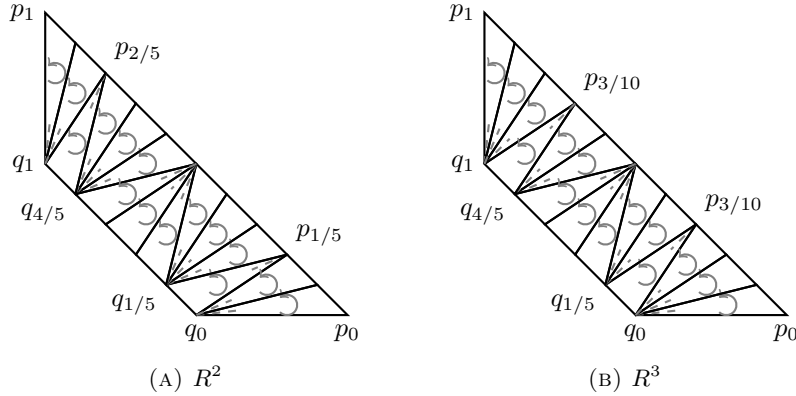 p₁
p₂/₅
q₁
q₄/₅
p₁/₅
q₁/₅
q₀
p₀
(A) R²
p₁
p₃/₁₀
q₁
q₄/₅
p₃/₁₀
q₁/₅
q₀
p₀
(B) R³